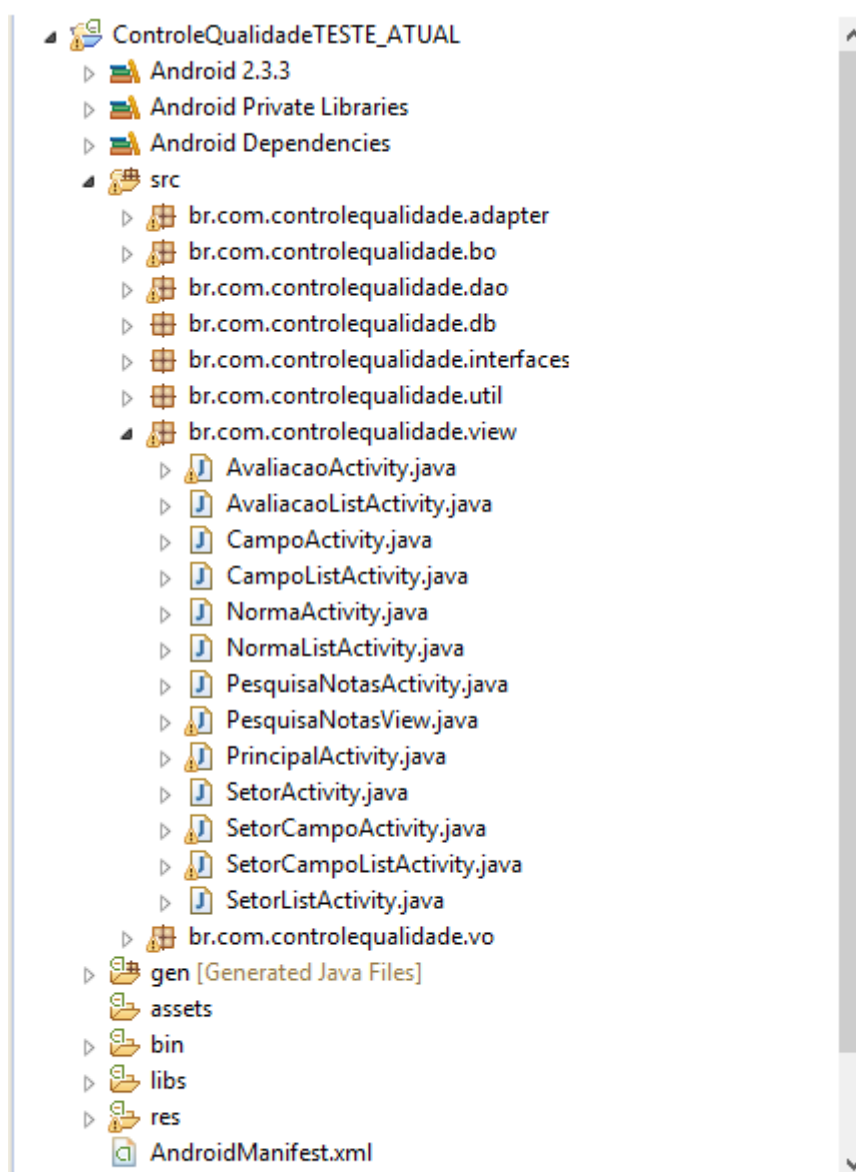 ControleQualidadeTESTE_ATUAL
Android 2.3.3
Android Private Libraries
Android Dependencies
src
br.com.controlequalidade.adapter
br.com.controlequalidade.bo
br.com.controlequalidade.dao
br.com.controlequalidade.db
br.com.controlequalidade.interfaces
br.com.controlequalidade.util
br.com.controlequalidade.view
AvaliacaoActivity.java
AvaliacaoListActivity.java
CampoActivity.java
CampoListActivity.java
NormaActivity.java
NormaListActivity.java
PesquisaNotasActivity.java
PesquisaNotasView.java
PrincipalActivity.java
SetorActivity.java
SetorCampoActivity.java
SetorCampoListActivity.java
SetorListActivity.java
br.com.controlequalidade.vo
gen [Generated Java Files]
assets
bin
libs
res
AndroidManifest.xml